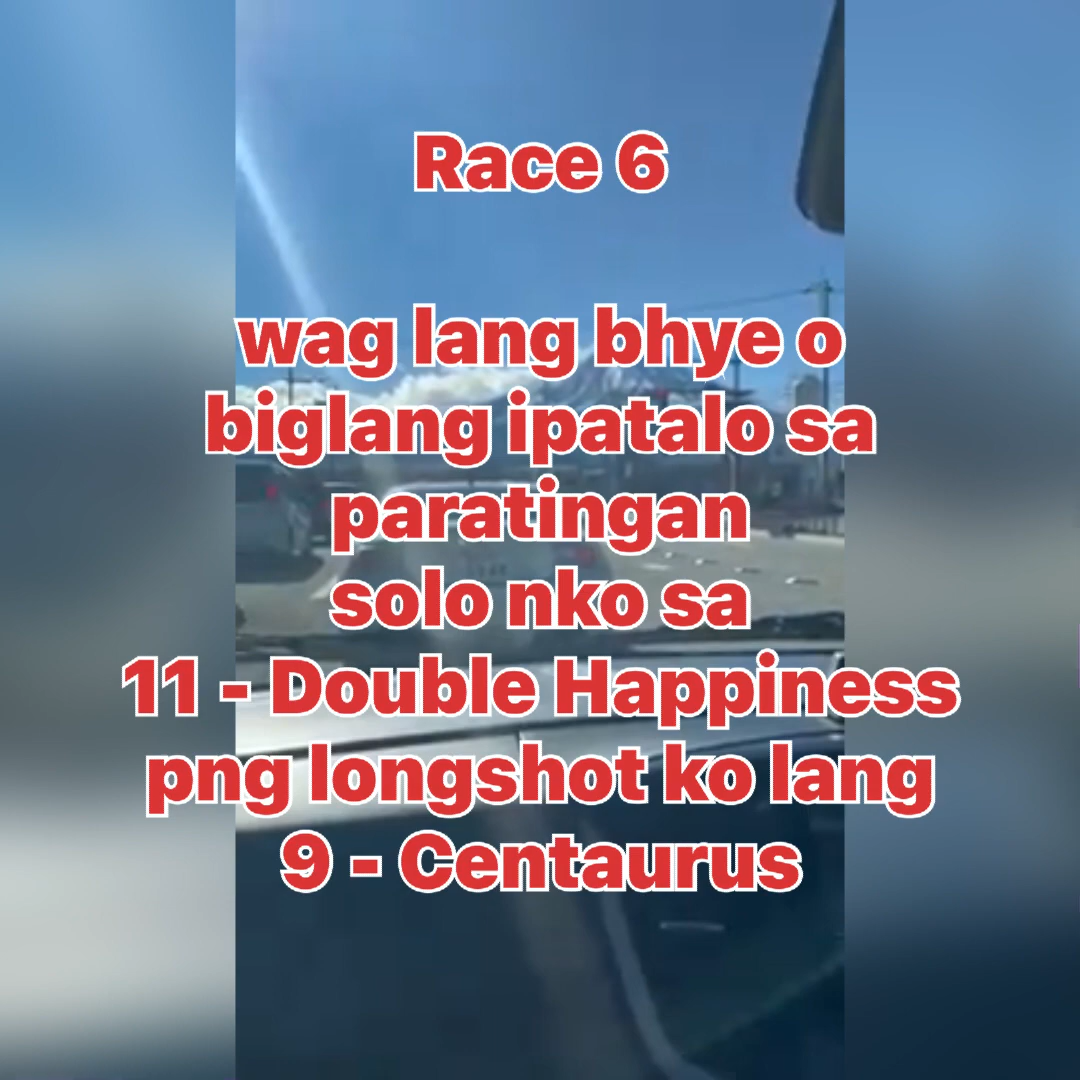 Race 6
wag lang bhye o
biglang ipatalo sa
paratingan
solo nko sa
11 - Double Happiness
png longshot ko lang
9 - Centaurus